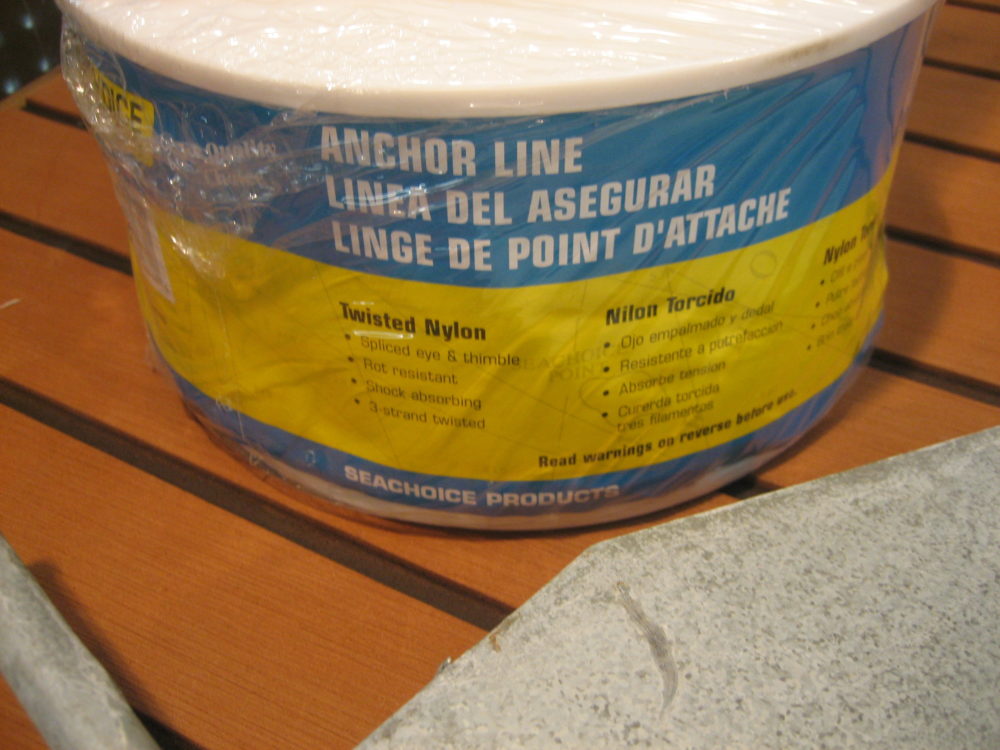 ANCHOR LINE
LINEA DEL ASEGURAR
LINGE DE POINT D'ATTACHE
Twisted Nylon
• Spliced eye & thimble
• Rot resistant
• Shock absorbing
• 3-strand twisted
Nilon Torcido
• Ojo empalmado y dedal
• Resistente a putrefaccion
• Absorbe tension
• Curerda torcida
tres filamentos
Nylon
Read warnings on reverse before use.
SEACHOICE PRODUCTS